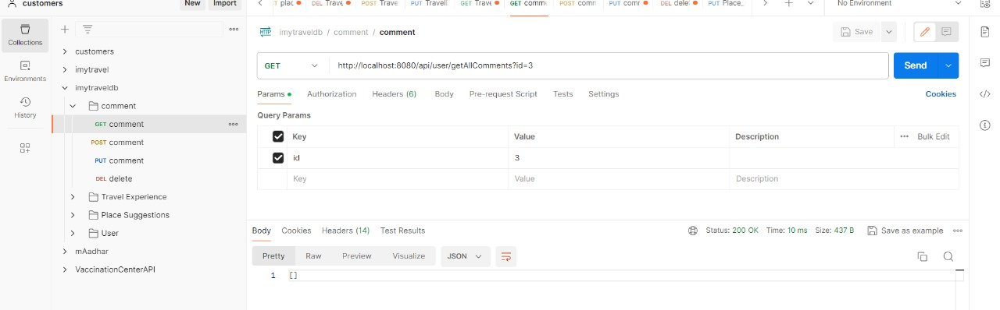 customers
New
Import
T plac
DEL Trave
POST Trave
PUT Travel
GET Trave
GET comm
POST comm
PUT comr
DEL dele
PUT Place_
No Environment
Collections
Environments
History
customers
imytravel
imytraveldb
comment
GET comment
POST comment
PUT comment
DEL delete
Travel Experience
Place Suggestions
User
mAadhar
VaccinationCenterAPI
HTTP imytraveldb / comment / comment
Save
GET
http://localhost:8080/api/user/getAllComments?id=3
Send
Params
Authorization
Headers (6)
Body
Pre-request Script
Tests
Settings
Cookies
Query Params
Key Value Description
Bulk Edit
id 3
Key Value Description
Body
Cookies
Headers (14)
Test Results
Status: 200 OK Time: 10 ms Size: 437 B
Save as example
Pretty
Raw
Preview
Visualize
JSON
1 []